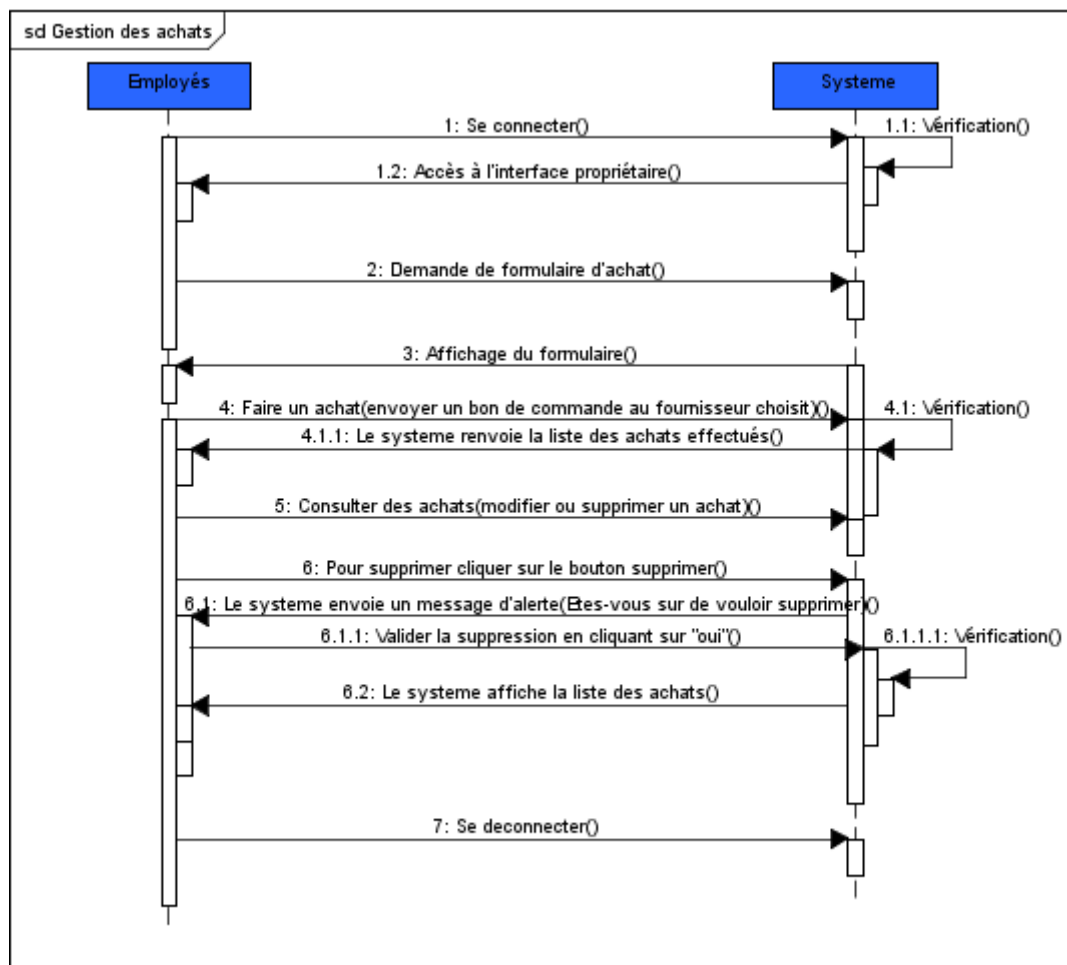 sd Gestion des achats
Employés
Systeme
1: Se connecter()
1.1: Vérification()
1.2: Accès à l'interface propriétaire()
2: Demande de formulaire d'achat()
3: Affichage du formulaire()
4: Faire un achat(envoyer un bon de commande au fournisseur choisit)()
4.1: Vérification()
4.1.1: Le systeme renvoie la liste des achats effectués()
5: Consulter des achats(modifier ou supprimer un achat)()
6: Pour supprimer cliquer sur le bouton supprimer()
6.1: Le systeme envoie un message d'alerte(Etes-vous sur de vouloir supprimer)()
6.1.1: Valider la suppression en cliquant sur "oui"()
6.1.1.1: Vérification()
6.2: Le systeme affiche la liste des achats()
7: Se deconnecter()